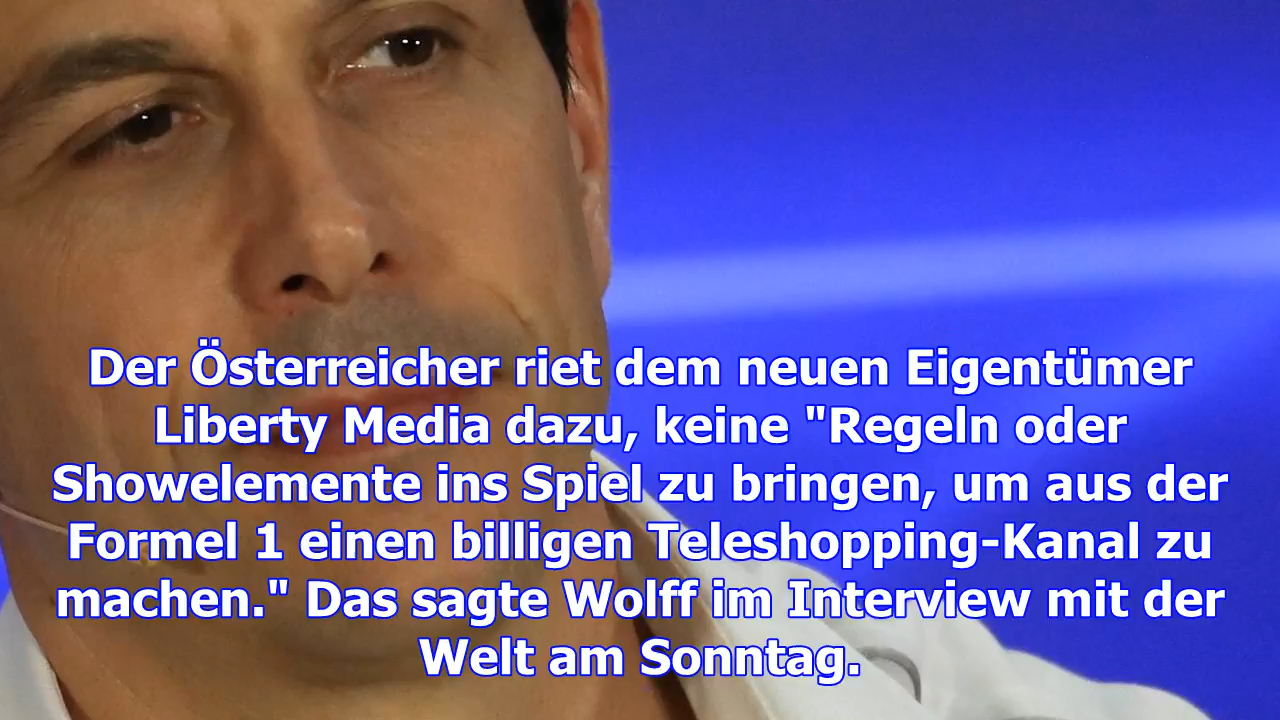 Der Österreicher riet dem neuen Eigentümer
Liberty Media dazu, keine "Regeln oder
Showelemente ins Spiel zu bringen, um aus der
Formel 1 einen billigen Teleshopping-Kanal zu
machen." Das sagte Wolff im Interview mit der
Welt am Sonntag.